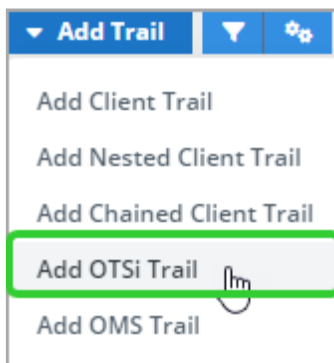 Add Trail
Add Client Trail
Add Nested Client Trail
Add Chained Client Trail
Add OTSi Trail
Add OMS Trail